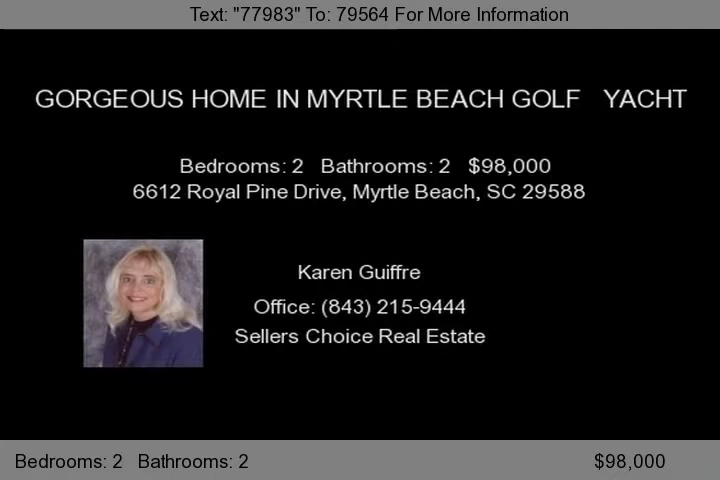 Text: "77983" To: 79564 For More Information
GORGEOUS HOME IN MYRTLE BEACH GOLF   YACHT
Bedrooms: 2   Bathrooms: 2   $98,000
6612 Royal Pine Drive, Myrtle Beach, SC 29588
Karen Guiffre
Office: (843) 215-9444
Sellers Choice Real Estate
Bedrooms: 2   Bathrooms: 2   $98,000